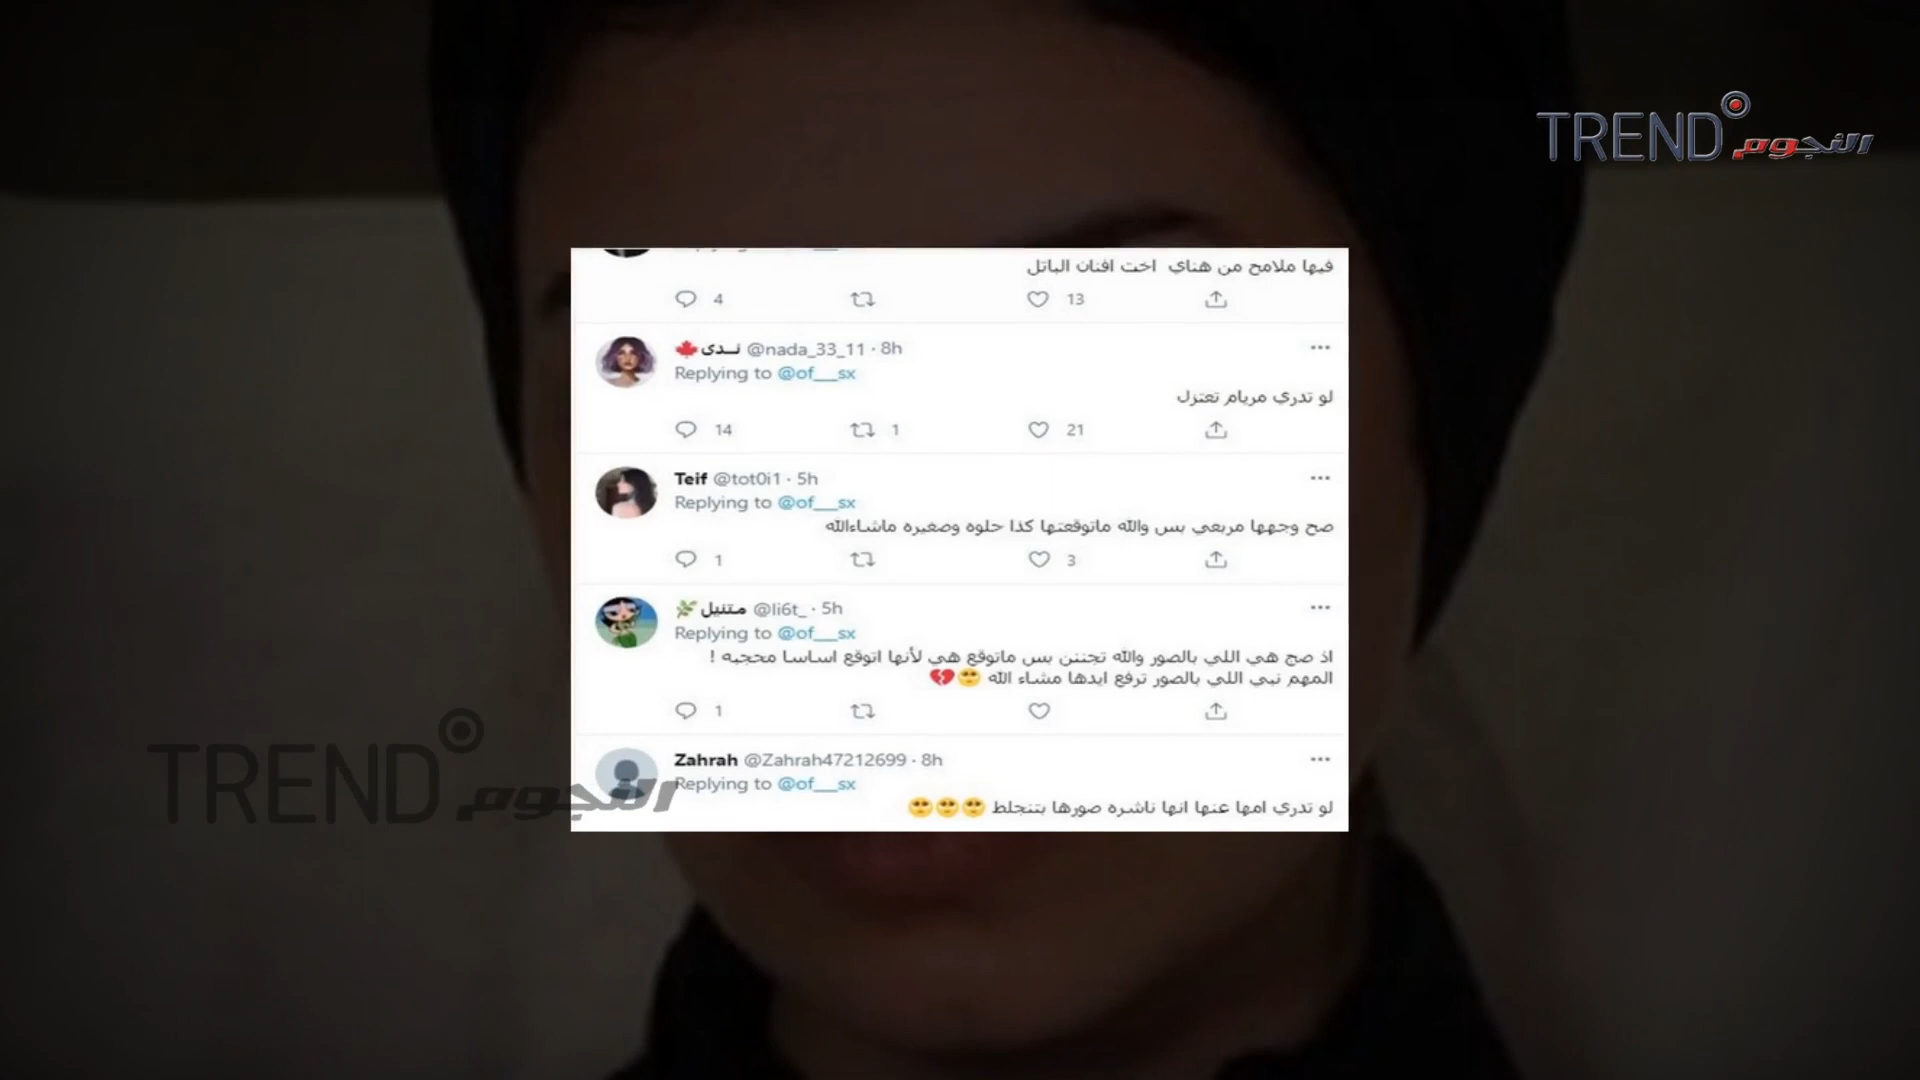 TREND النجوم
فيها ملامح من هناي اخت افنان الباتل
4 13
نـدى @nada_33_11 · 8h
Replying to @of__sx
لو تدري مريام تعتزل
14 1 21
Teif @tot0i1 · 5h
Replying to @of__sx
صح وجهها مربعي بس والله ماتوقعتها كذا حلوه وصغيره ماشاءالله
1 3
متنيل @li6t_ · 5h
Replying to @of__sx
اذ صج هي اللي بالصور والله تجننن بس ماتوقع هي لأنها اتوقع اساسا محجبه !
المهم نبي اللي بالصور ترفع ايدها مشاء الله
1
Zahrah @Zahrah47212699 · 8h
Replying to @of__sx
لو تدري امها عنها انها ناشره صورها بتنجلط
TREND النجوم